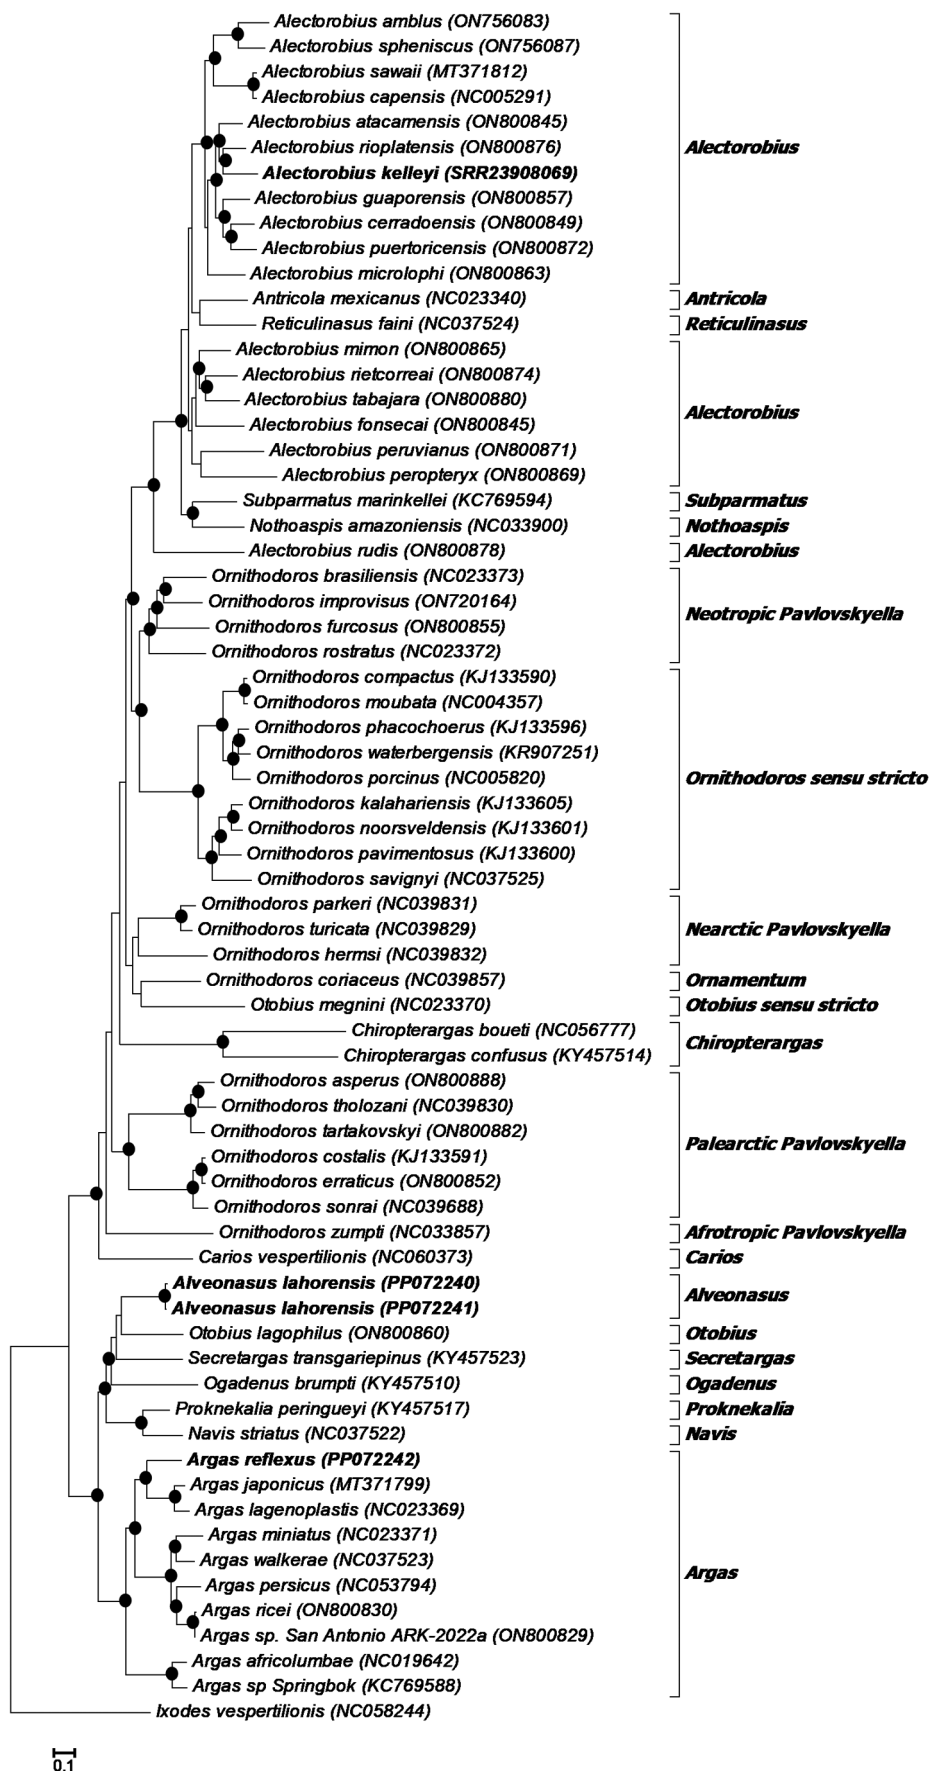 Alectorobius amblus (ON756083)
Alectorobius spheniscus (ON756087)
Alectorobius sawaii (MT371812)
Alectorobius capensis (NC005291)
Alectorobius atacamensis (ON800845)
Alectorobius rioplatensis (ON800876)
Alectorobius
Alectorobius kelleyi (SRR23908069)
Alectorobius guaporensis (ON800857)
Alectorobius cerradoensis (ON800849)
Alectorobius puertoricensis (ON800872)
Alectorobius microlophi (ON800863)
Antricola mexicanus (NC023340)
Antricola
Reticulinasus faini (NC037524)
Reticulinasus
Alectorobius mimon (ON800865)
Alectorobius rietcorreai (ON800874)
Alectorobius tabajara (ON800880)
Alectorobius
Alectorobius fonsecai (ON800845)
Alectorobius peruvianus (ON800871)
Alectorobius peropteryx (ON800869)
Subparmatus marinkellei (KC769594)
Subparmatus
Nothoaspis amazoniensis (NC033900)
Nothoaspis
Alectorobius rudis (ON800878)
Alectorobius
Ornithodoros brasiliensis (NC023373)
Ornithodoros improvisus (ON720164)
Neotropic Pavlovskyella
Ornithodoros furcosus (ON800855)
Ornithodoros rostratus (NC023372)
Ornithodoros compactus (KJ133590)
Ornithodoros moubata (NC004357)
Ornithodoros phacochoerus (KJ133596)
Ornithodoros waterbergensis (KR907251)
Ornithodoros porcinus (NC005820)
Ornithodoros sensu stricto
Ornithodoros kalahariensis (KJ133605)
Ornithodoros noorsveldensis (KJ133601)
Ornithodoros pavimentosus (KJ133600)
Ornithodoros savignyi (NC037525)
Ornithodoros parkeri (NC039831)
Ornithodoros turicata (NC039829)
Nearctic Pavlovskyella
Ornithodoros hermsi (NC039832)
Ornithodoros coriaceus (NC039857)
Ornamentum
Otobius megnini (NC023370)
Otobius sensu stricto
Chiropterargas boueti (NC056777)
Chiropterargas
Chiropterargas confusus (KY457514)
Ornithodoros asperus (ON800888)
Ornithodoros tholozani (NC039830)
Ornithodoros tartakovskyi (ON800882)
Palearctic Pavlovskyella
Ornithodoros costalis (KJ133591)
Ornithodoros erraticus (ON800852)
Ornithodoros sonrai (NC039688)
Ornithodoros zumpti (NC033857)
Afrotropic Pavlovskyella
Carios vespertilionis (NC060373)
Carios
Alveonasus lahorensis (PP072240)
Alveonasus
Alveonasus lahorensis (PP072241)
Otobius lagophilus (ON800860)
Otobius
Secretargas transgariepinus (KY457523)
Secretargas
Ogadenus brumpti (KY457510)
Ogadenus
Proknekalia peringueyi (KY457517)
Proknekalia
Navis striatus (NC037522)
Navis
Argas reflexus (PP072242)
Argas japonicus (MT371799)
Argas lagenoplastis (NC023369)
Argas miniatus (NC023371)
Argas walkerae (NC037523)
Argas
Argas persicus (NC053794)
Argas ricei (ON800830)
Argas sp. San Antonio ARK-2022a (ON800829)
Argas africolumbae (NC019642)
Argas sp Springbok (KC769588)
Ixodes vespertilionis (NC058244)
0.1